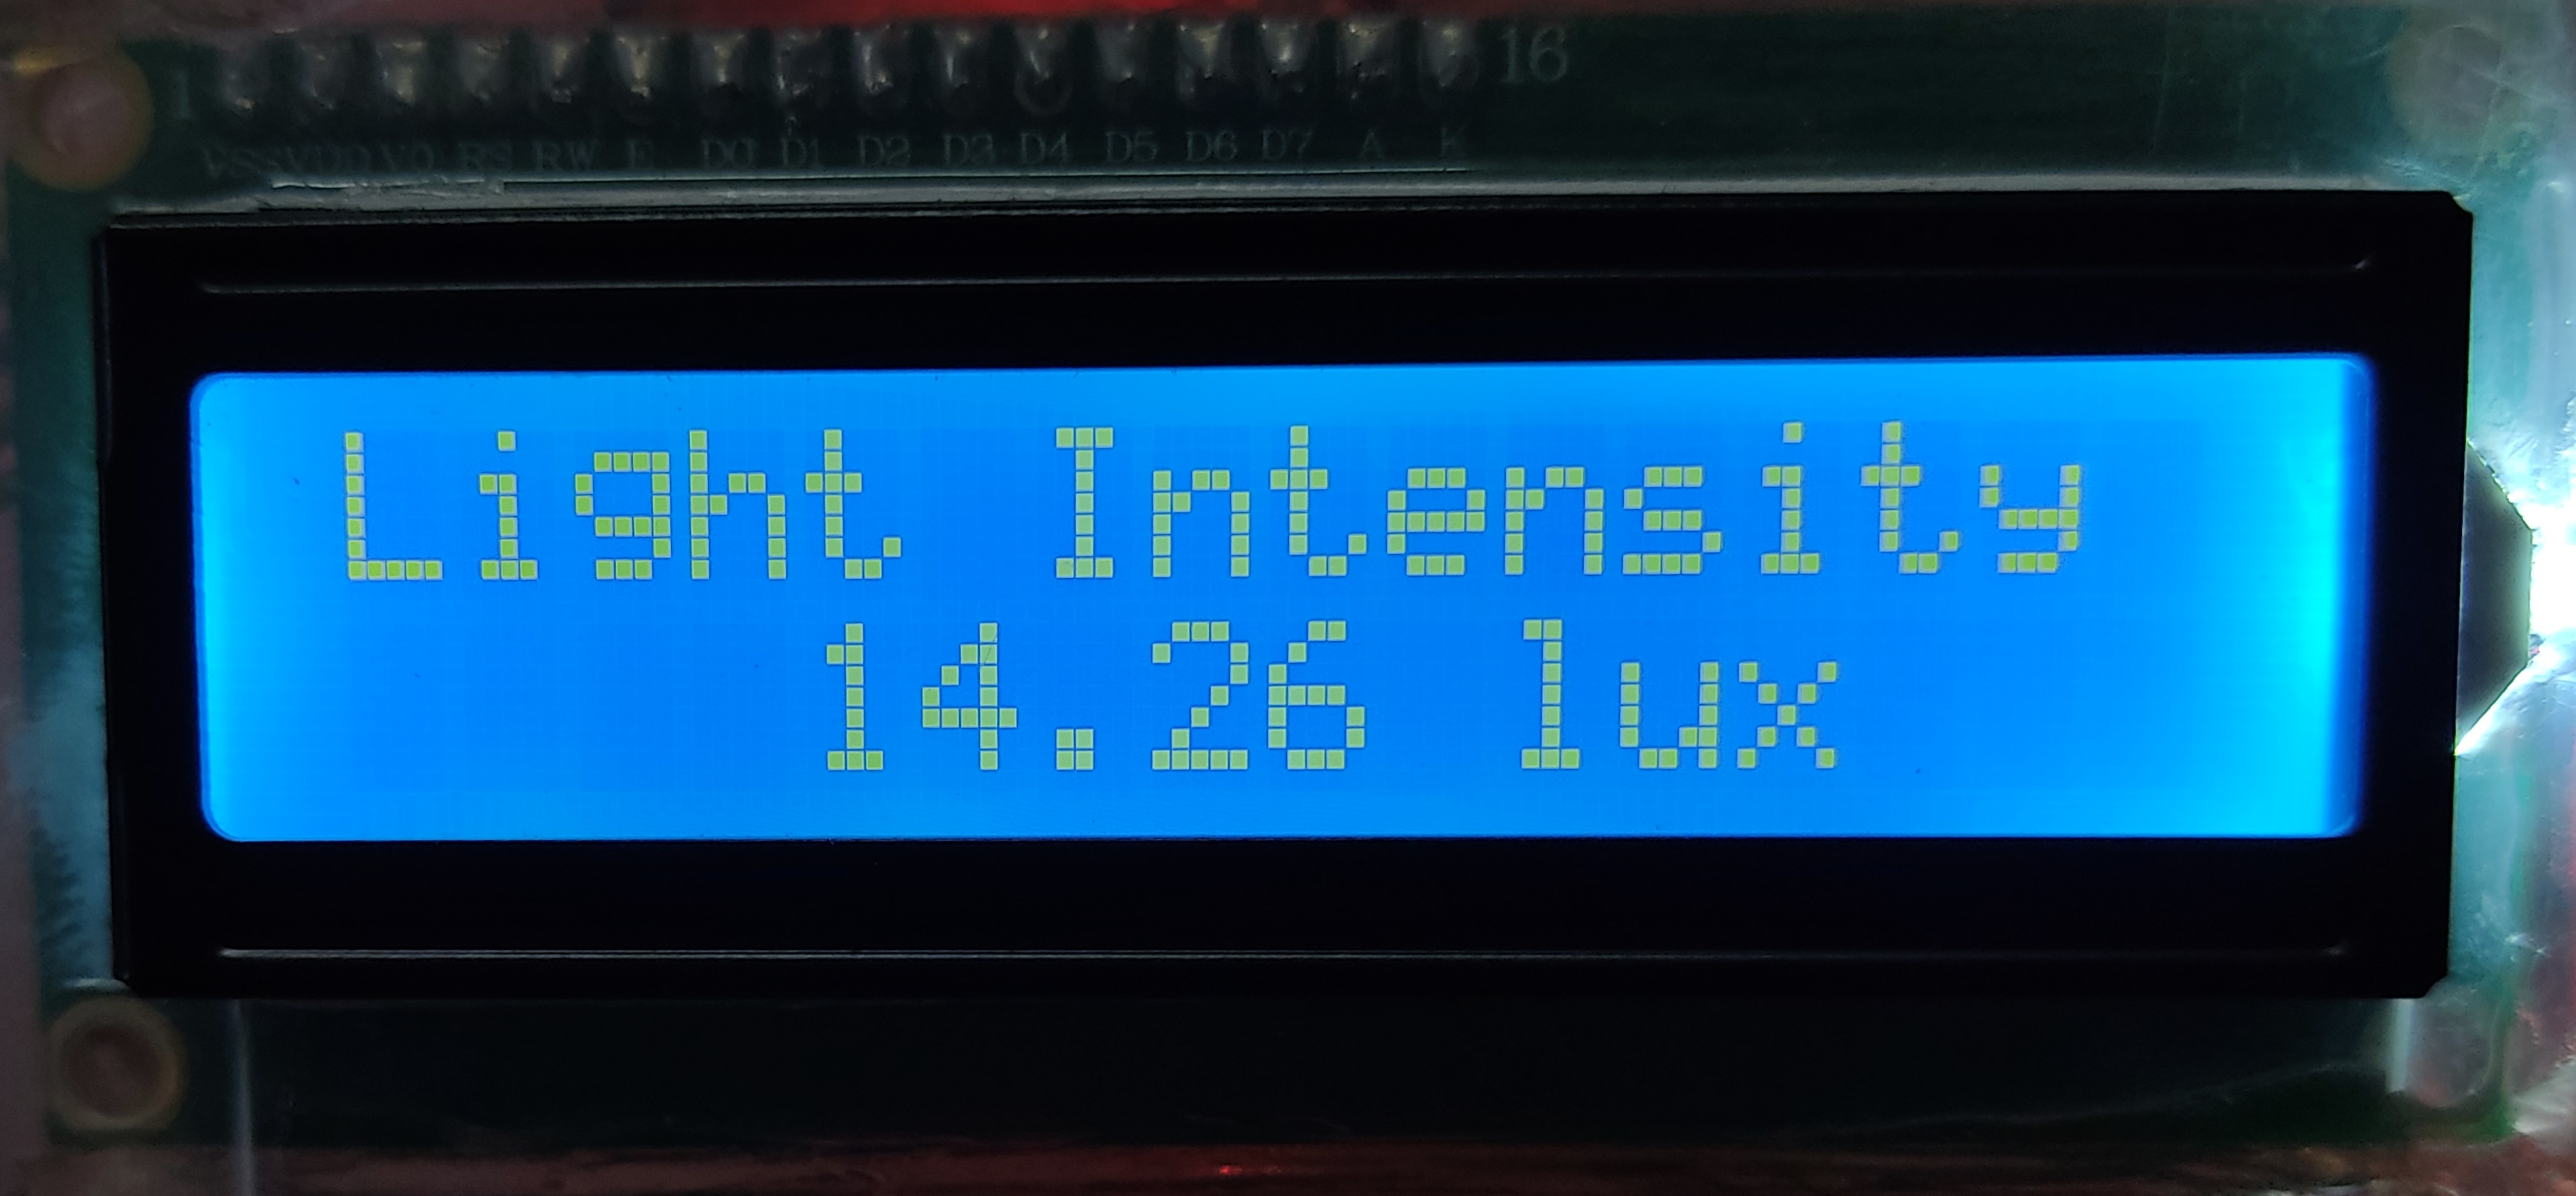 1 16
VSS VDD V0 RS RW E D0 D1 D2 D3 D4 D5 D6 D7 A K
Light Intensity
14.26 lux